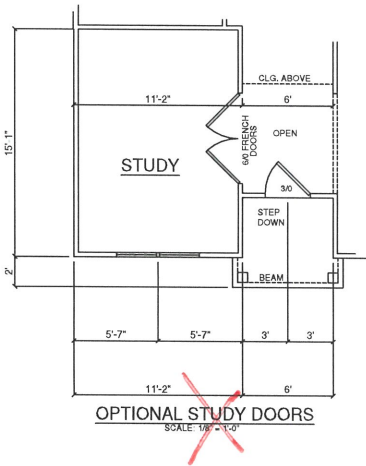 CLG. ABOVE
11'-2"
6'
15' 1"
6/0 FRENCH
DOORS
OPEN
STUDY
3/0
STEP
DOWN
2'
BEAM
5'-7"
5'-7"
3'
3'
11'-2"
6'
OPTIONAL STUDY DOORS
SCALE: 1/8" = 1'-0"